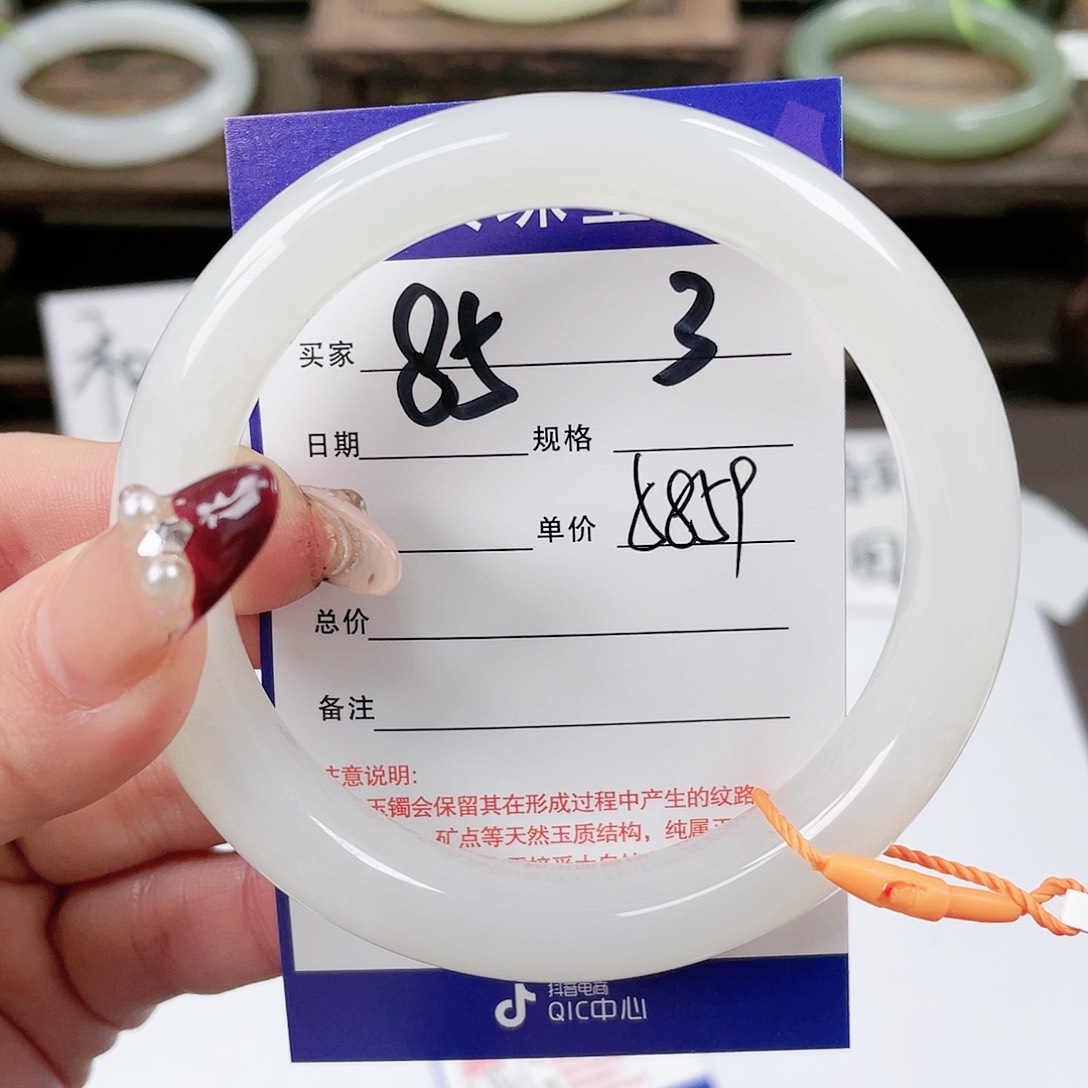 买家 85 3
日期 规格
单价 5859
总价
备注
注意说明:
玉镯会保留其在形成过程中产生的纹路
矿点等天然玉质结构，纯属
抖音电商
QIC中心